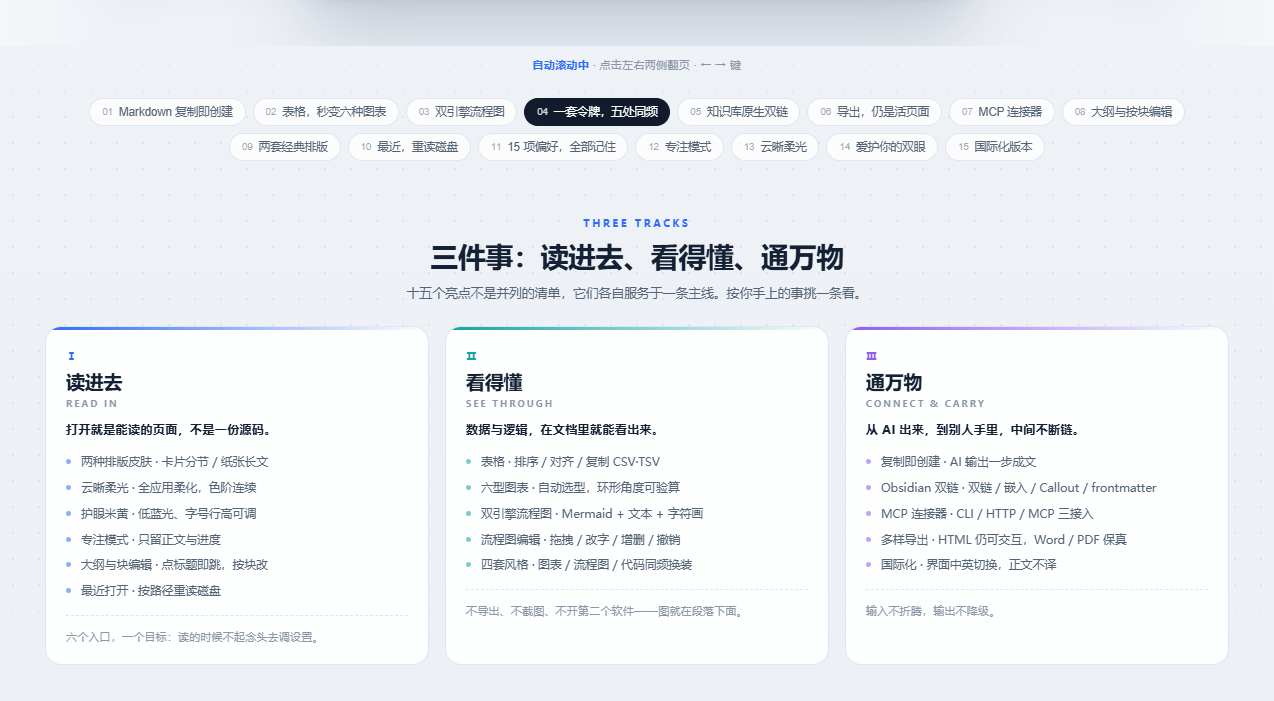 自动滚动中 · 点击左右两侧翻页 · ← → 键
01 Markdown 复制即创建 02 表格，秒变六种图表 03 双引擎流程图 04 一套令牌，五处同频 05 知识库原生双链 06 导出，仍是活页面 07 MCP 连接器 08 大纲与按块编辑
09 两套经典排版 10 最近，重读磁盘 11 15 项偏好，全部记住 12 专注模式 13 云晰柔光 14 爱护你的双眼 15 国际化版本
THREE TRACKS
三件事：读进去、看得懂、通万物
十五个亮点不是并列的清单，它们各自服务于一条主线。按你手上的事挑一条看。
I
读进去
READ IN
打开就是能读的页面，不是一份源码。
两种排版皮肤 · 卡片分节 / 纸张长文
云晰柔光 · 全应用柔化，色阶连续
护眼米黄 · 低蓝光、字号行高可调
专注模式 · 只留正文与进度
大纲与块编辑 · 点标题即跳，按块改
最近打开 · 按路径重读磁盘
六个入口，一个目标：读的时候不起念头去调设置。
II
看得懂
SEE THROUGH
数据与逻辑，在文档里就能看出来。
表格 · 排序 / 对齐 / 复制 CSV·TSV
六型图表 · 自动选型，环形角度可验算
双引擎流程图 · Mermaid + 文本 + 字符画
流程图编辑 · 拖拽 / 改字 / 增删 / 撤销
四套风格 · 图表 / 流程图 / 代码同频换装
不导出、不截图、不开第二个软件——图就在段落下面。
III
通万物
CONNECT & CARRY
从 AI 出来，到别人手里，中间不断链。
复制即创建 · AI 输出一步成文
Obsidian 双链 · 双链 / 嵌入 / Callout / frontmatter
MCP 连接器 · CLI / HTTP / MCP 三接入
多样导出 · HTML 仍可交互，Word / PDF 保真
国际化 · 界面中英切换，正文不译
输入不折腾，输出不降级。